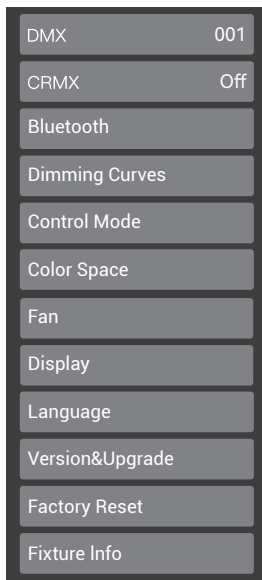 DMX 001
CRMX Off
Bluetooth
Dimming Curves
Control Mode
Color Space
Fan
Display
Language
Version&Upgrade
Factory Reset
Fixture Info